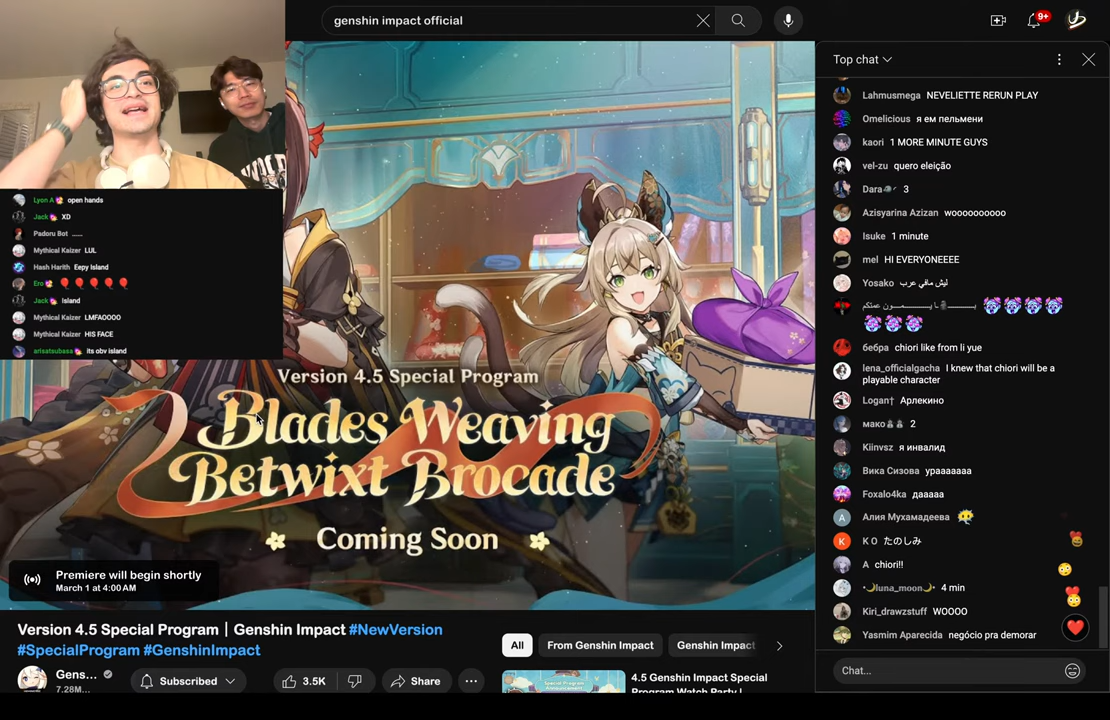 genshin impact official
9+
Lyon A open hands
Jack XD
Padoru Bot .....
Mythical Kaizer LUL
Hash Harith Eepy Island
Ero
Jack Island
Mythical Kaizer LMFAOOOO
Mythical Kaizer HIS FACE
arisatsubasa its obv island
Version 4.5 Special Program
Blades Weaving
Betwixt Brocade
Coming Soon
Premiere will begin shortly
March 1 at 4:00 AM
Version 4.5 Special Program | Genshin Impact #NewVersion
#SpecialProgram #GenshinImpact
Gens...
7.28M...
Subscribed
3.5K
Share
All
From Genshin Impact
Genshin Impact
4.5 Genshin Impact Special
Program Watch Party |
Top chat
Lahmusmega NEVELIETTE RERUN PLAY
Omelicious я ем пельмени
kaori 1 MORE MINUTE GUYS
vel-zu quero eleição
Dara 3
Azisyarina Azizan woooooooooo
Isuke 1 minute
mel HI EVERYONEEEE
Yosako ليش مافي عرب
бебра chiori like from li yue
lena_officialgacha I knew that chiori will be a
playable character
Logan† Арлекино
мако 2
Kiinvsz я инвалид
Вика Сизова ураааааaa
Foxalo4ka дааааа
Алия Мухамадеева
K O たのしみ
A chiori!!
luna_moon 4 min
Kiri_drawzstuff WOOOO
Yasmim Aparecida negócio pra demorar
Chat...